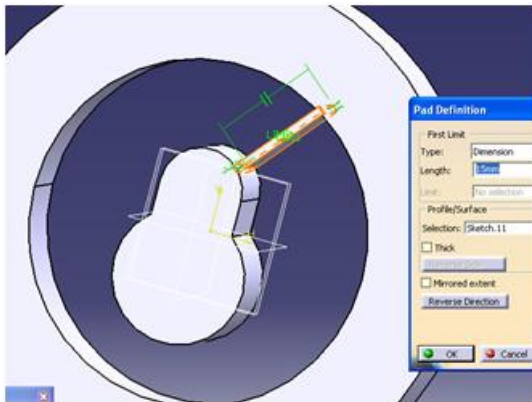 Pad Definition
First Limit
Type: Dimension
Length: 15mm
Limit: No selection
Profile/Surface
Selection: Sketch.11
Thick
Mirrored extent
Reverse Direction
OK Cancel